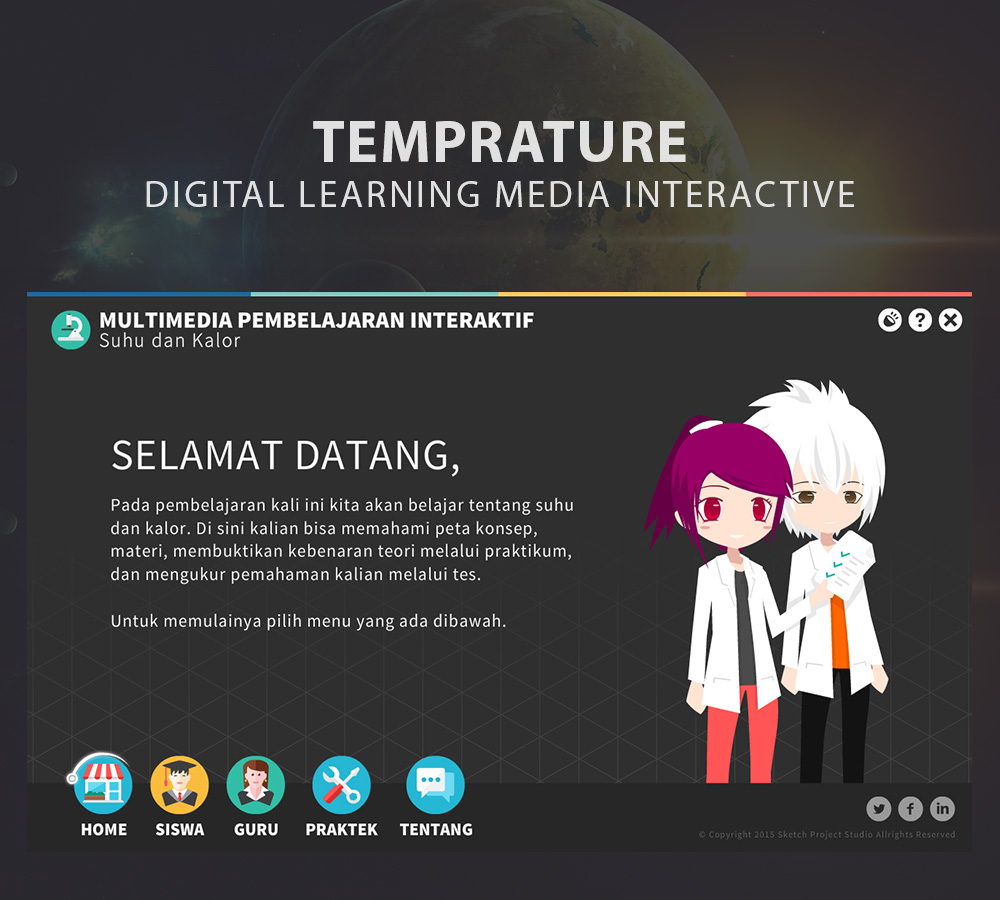 TEMPRATURE
DIGITAL LEARNING MEDIA INTERACTIVE
MULTIMEDIA PEMBELAJARAN INTERAKTIF
Suhu dan Kalor
?
SELAMAT DATANG,
Pada pembelajaran kali ini kita akan belajar tentang suhu
dan kalor. Di sini kalian bisa memahami peta konsep,
materi, membuktikan kebenaran teori melalui praktikum,
dan mengukur pemahaman kalian melalui tes.
Untuk memulainya pilih menu yang ada dibawah.
HOME SISWA GURU PRAKTEK TENTANG
f in
© Copyright 2015 Sketch Project Studio Allrights Reserved